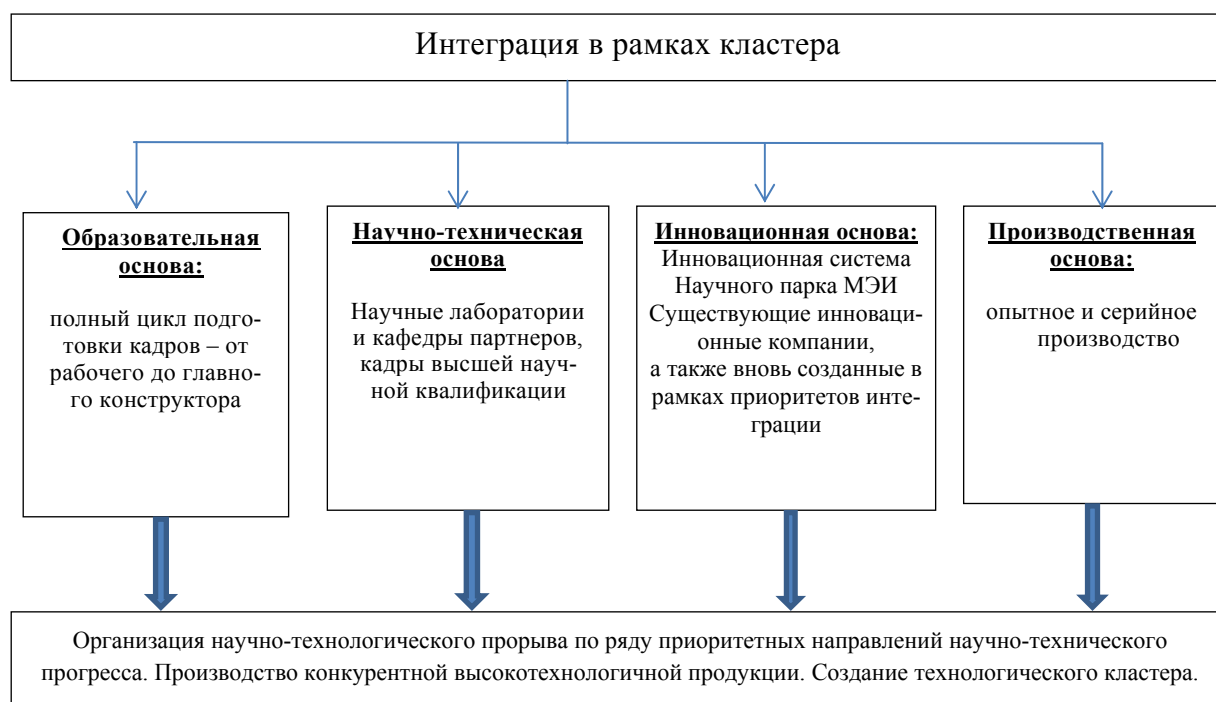 Интеграция в рамках кластера
Образовательная
основа:
полный цикл подго-
товки кадров – от
рабочего до главно-
го конструктора
Научно-техническая
основа
Научные лаборатории
и кафедры партнеров,
кадры высшей науч-
ной квалификации
Инновационная основа:
Инновационная система
Научного парка МЭИ
Существующие инноваци-
онные компании,
а также вновь созданные в
рамках приоритетов инте-
грации
Производственная
основа:
опытное и серийное
производство
Организация научно-технологического прорыва по ряду приоритетных направлений научно-технического
прогресса. Производство конкурентной высокотехнологичной продукции. Создание технологического кластера.